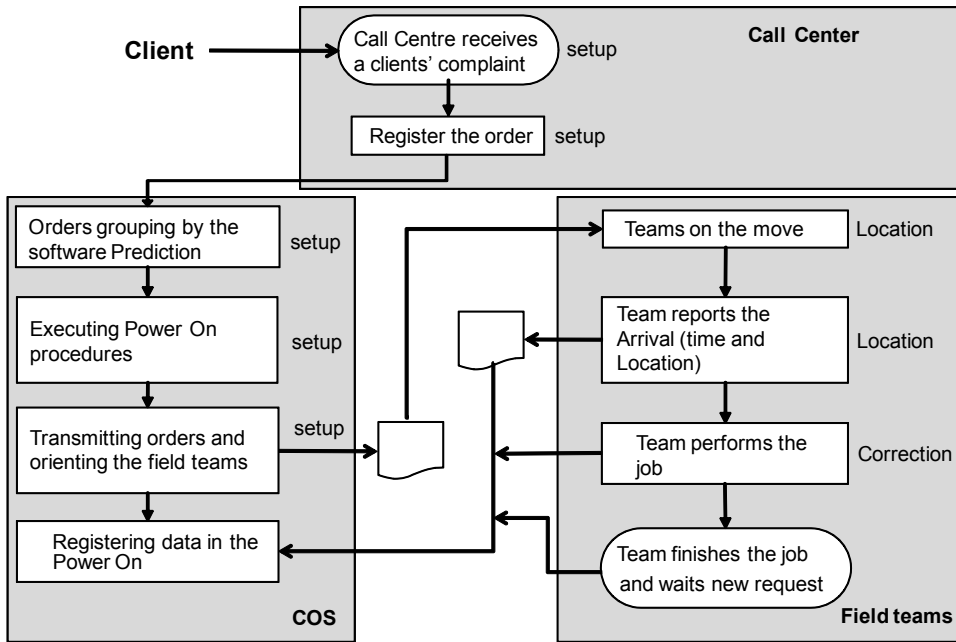 Client
Call Centre receives
a clients' complaint
setup
Call Center
Register the order
setup
Orders grouping by the
software Prediction
setup
Executing Power On
procedures
setup
Transmitting orders and
orienting the field teams
setup
Registering data in the
Power On
COS
Teams on the move
Location
Team reports the
Arrival (time and
Location)
Location
Team performs the
job
Correction
Team finishes the job
and waits new request
Field teams